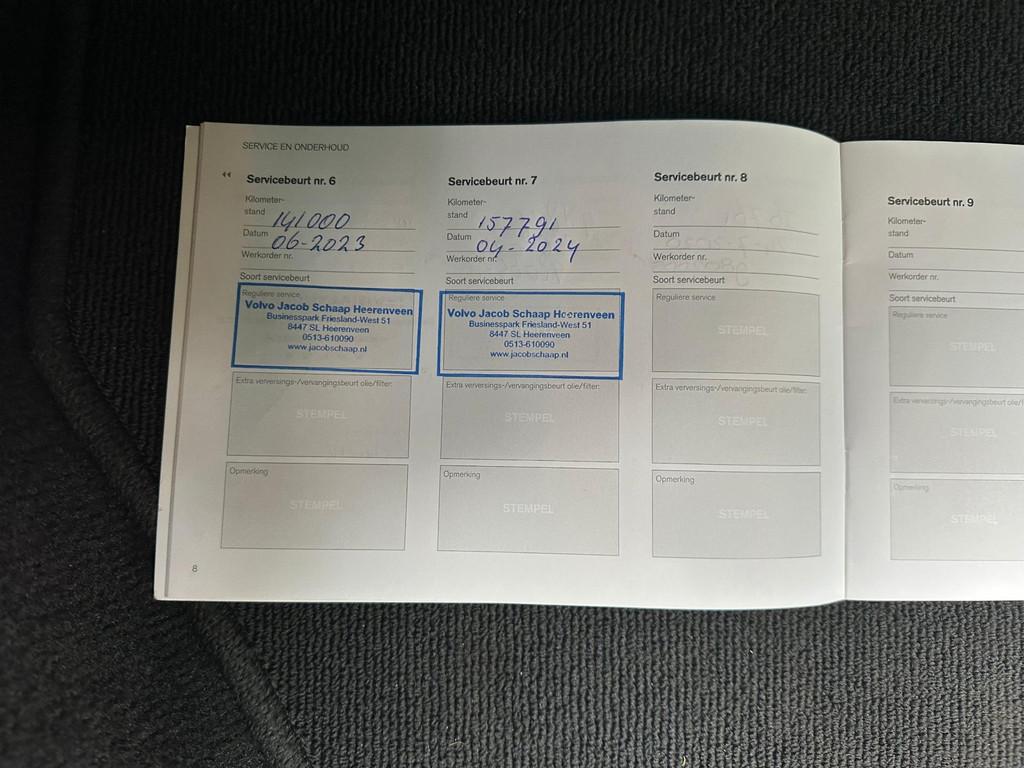 SERVICE EN ONDERHOUD
Servicebeurt nr. 6
Kilometer-
stand 141000
Datum 06-2023
Werkorder nr.
Soort servicebeurt
Reguliere service
Volvo Jacob Schaap Heerenveen
Businesspark Friesland-West 51
8447 SL Heerenveen
0513-610090
www.jacobschaap.nl
Extra verversings-/vervangingsbeurt olie/filter:
STEMPEL
Opmerking
STEMPEL
8
Servicebeurt nr. 7
Kilometer-
stand 157791
Datum 04-2024
Werkorder nr.
Soort servicebeurt
Reguliere service
Volvo Jacob Schaap Heerenveen
Businesspark Friesland-West 51
8447 SL Heerenveen
0513-610090
www.jacobschaap.nl
Extra verversings-/vervangingsbeurt olie/filter:
STEMPEL
Opmerking
STEMPEL
Servicebeurt nr. 8
Kilometer-
stand
Datum
Werkorder nr.
Soort servicebeurt
Reguliere service
STEMPEL
Extra verversings-/vervangingsbeurt olie/filter:
STEMPEL
Opmerking
STEMPEL
Servicebeurt nr. 9
Kilometer-
stand
Datum
Werkorder nr.
Soort servicebeurt
Reguliere service
STEMPEL
Extra verversings-/vervangingsbeurt
STEMPEL
Opmerking
STEMPEL